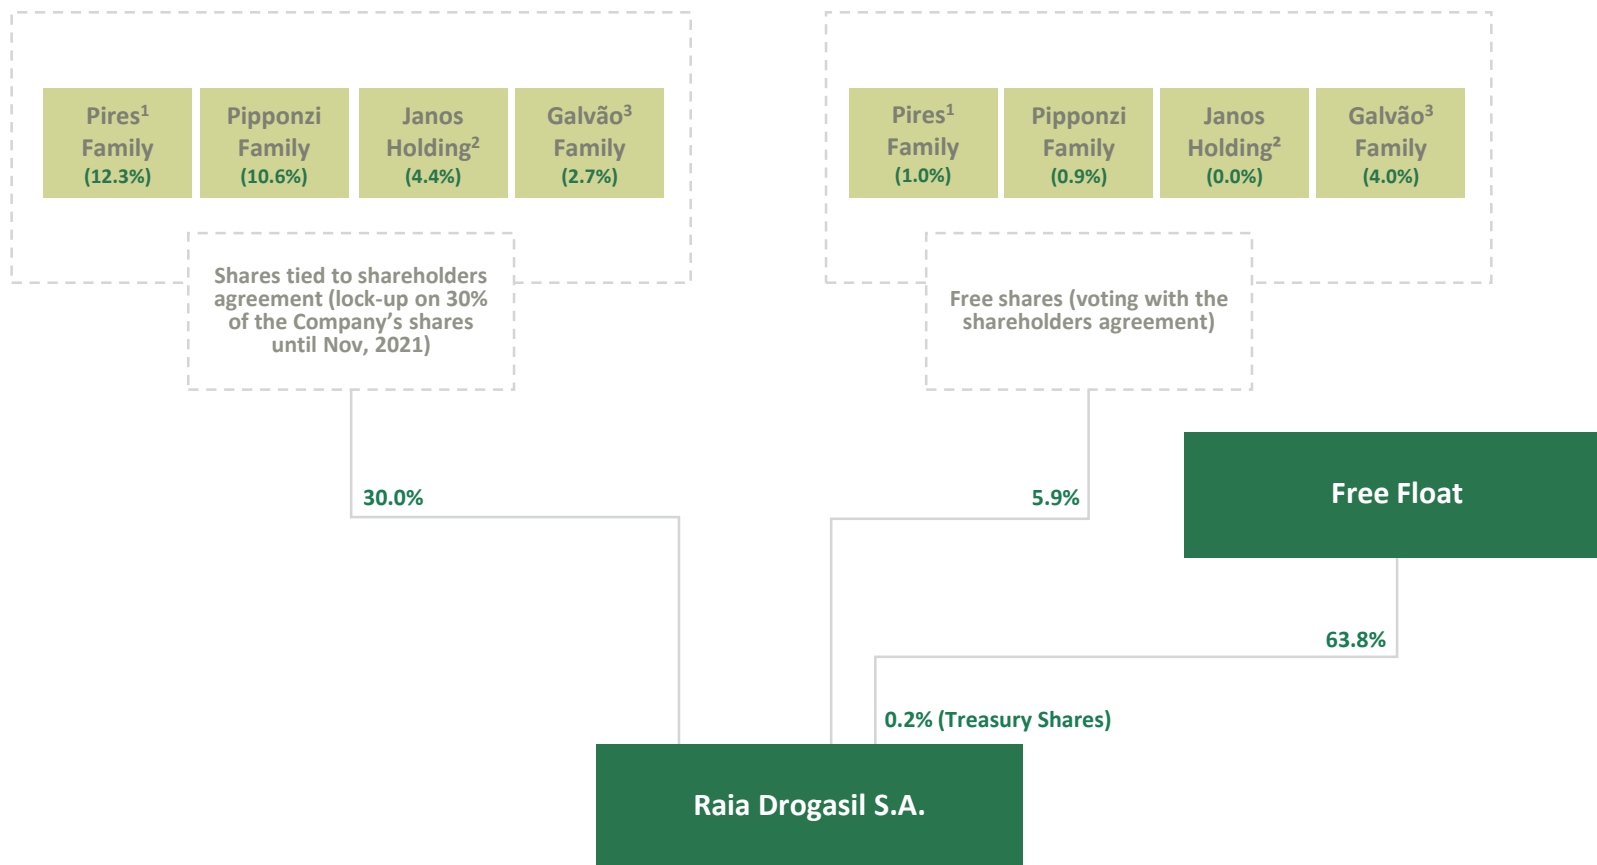 Pires¹
Family
(12.3%)
Pipponzi
Family
(10.6%)
Janos
Holding²
(4.4%)
Galvão³
Family
(2.7%)
Pires¹
Family
(1.0%)
Pipponzi
Family
(0.9%)
Janos
Holding²
(0.0%)
Galvão³
Family
(4.0%)
Shares tied to shareholders
agreement (lock-up on 30%
of the Company’s shares
until Nov, 2021)
Free shares (voting with the
shareholders agreement)
30.0%
5.9%
Free Float
63.8%
0.2% (Treasury Shares)
Raia Drogasil S.A.